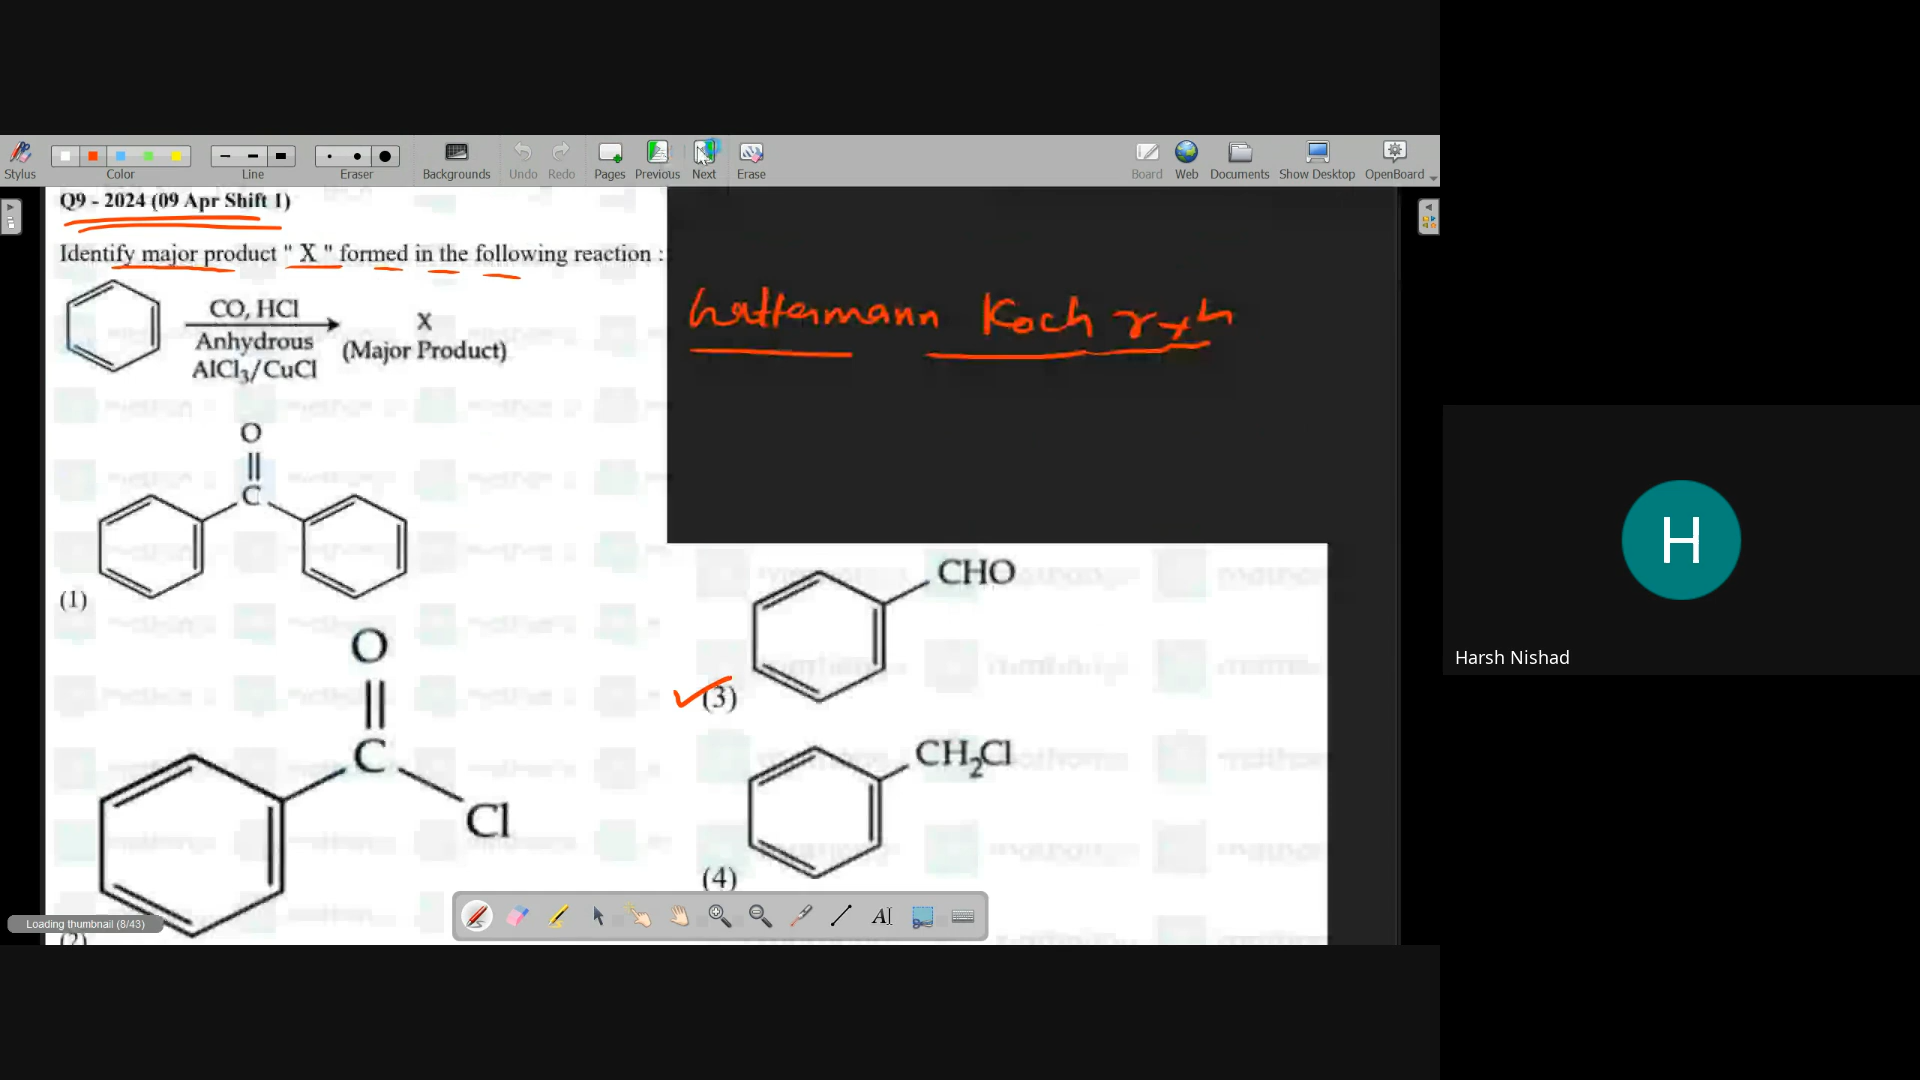 Stylus
Color
Line
Eraser
Backgrounds
Undo
Redo
Pages
Previous
Next
Erase
Board
Web
Documents
Show Desktop
OpenBoard
Q9 - 2024 (09 Apr Shift 1)
Identify major product " X " formed in the following reaction :
CO, HCl
Anhydrous
AlCl₃/CuCl
X
(Major Product)
Gattermann Koch rxn
O
C
(1)
O
C
Cl
(2)
CHO
(3)
CH₂Cl
(4)
Loading thumbnail (8/43)
H
Harsh Nishad